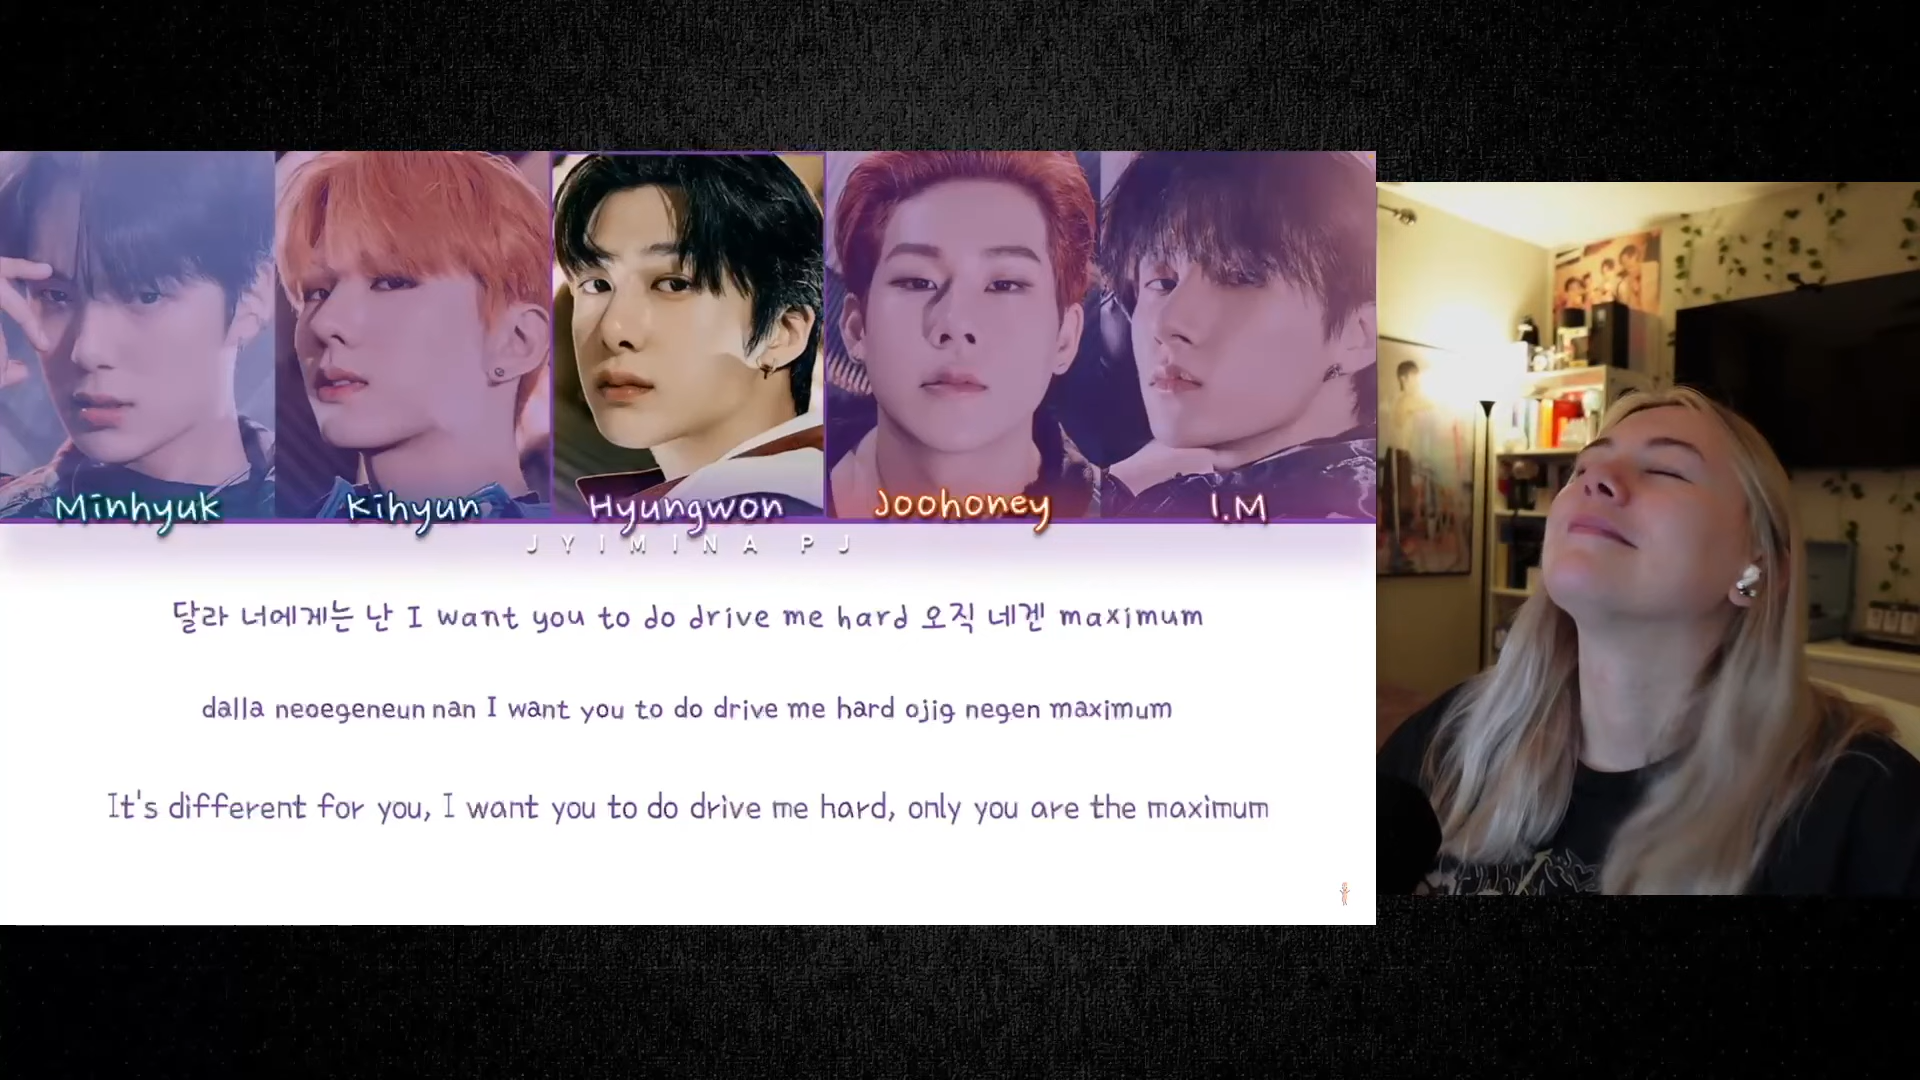 Minhyuk
Kihyun
Hyungwon
Joohoney
I.M
JYIMINA PJ
달라 너에게는 난 I want you to do drive me hard 오직 네겐 maximum
dalla neoegeneun nan I want you to do drive me hard ojig negen maximum
It's different for you, I want you to do drive me hard, only you are the maximum